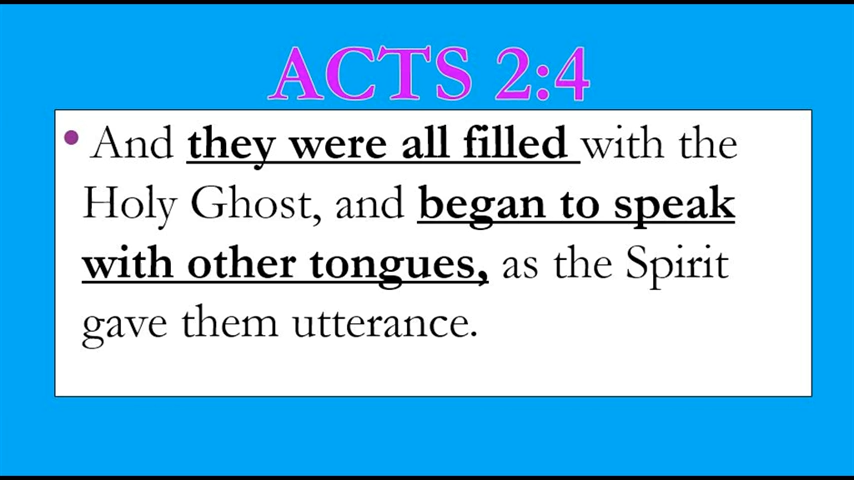 ACTS 2:4
• And they were all filled with the
Holy Ghost, and began to speak
with other tongues, as the Spirit
gave them utterance.